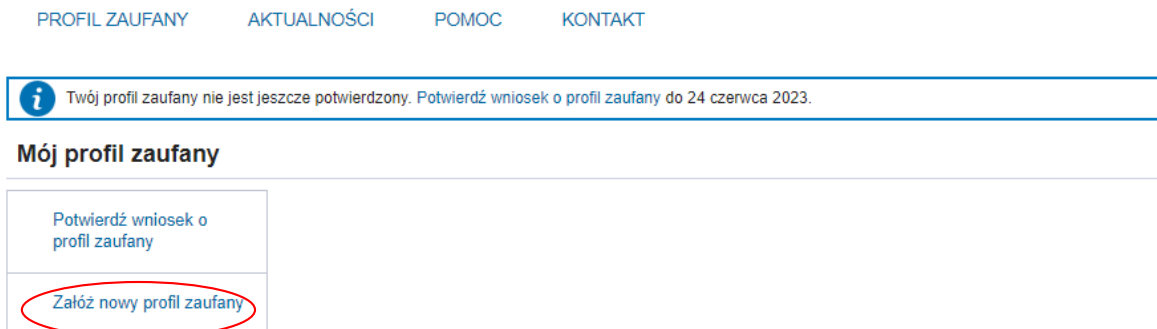 PROFIL ZAUFANY AKTUALNOŚCI POMOC KONTAKT
Twój profil zaufany nie jest jeszcze potwierdzony. Potwierdź wniosek o profil zaufany do 24 czerwca 2023.
Mój profil zaufany
Potwierdź wniosek o
profil zaufany
Załóż nowy profil zaufany